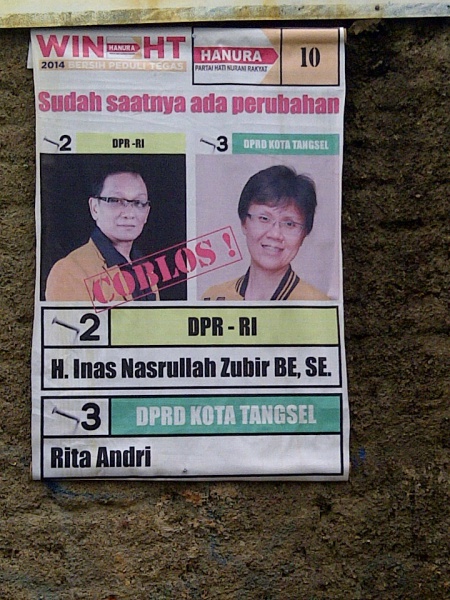 WIN HANURA HT
2014 BERSIH PEDULI TEGAS
HANURA
PARTAI HATI NURANI RAKYAT
10
Sudah saatnya ada perubahan
2 DPR -RI
3 DPRD KOTA TANGSEL
COBLOS !
2 DPR - RI
H. Inas Nasrullah Zubir BE, SE.
3 DPRD KOTA TANGSEL
Rita Andri